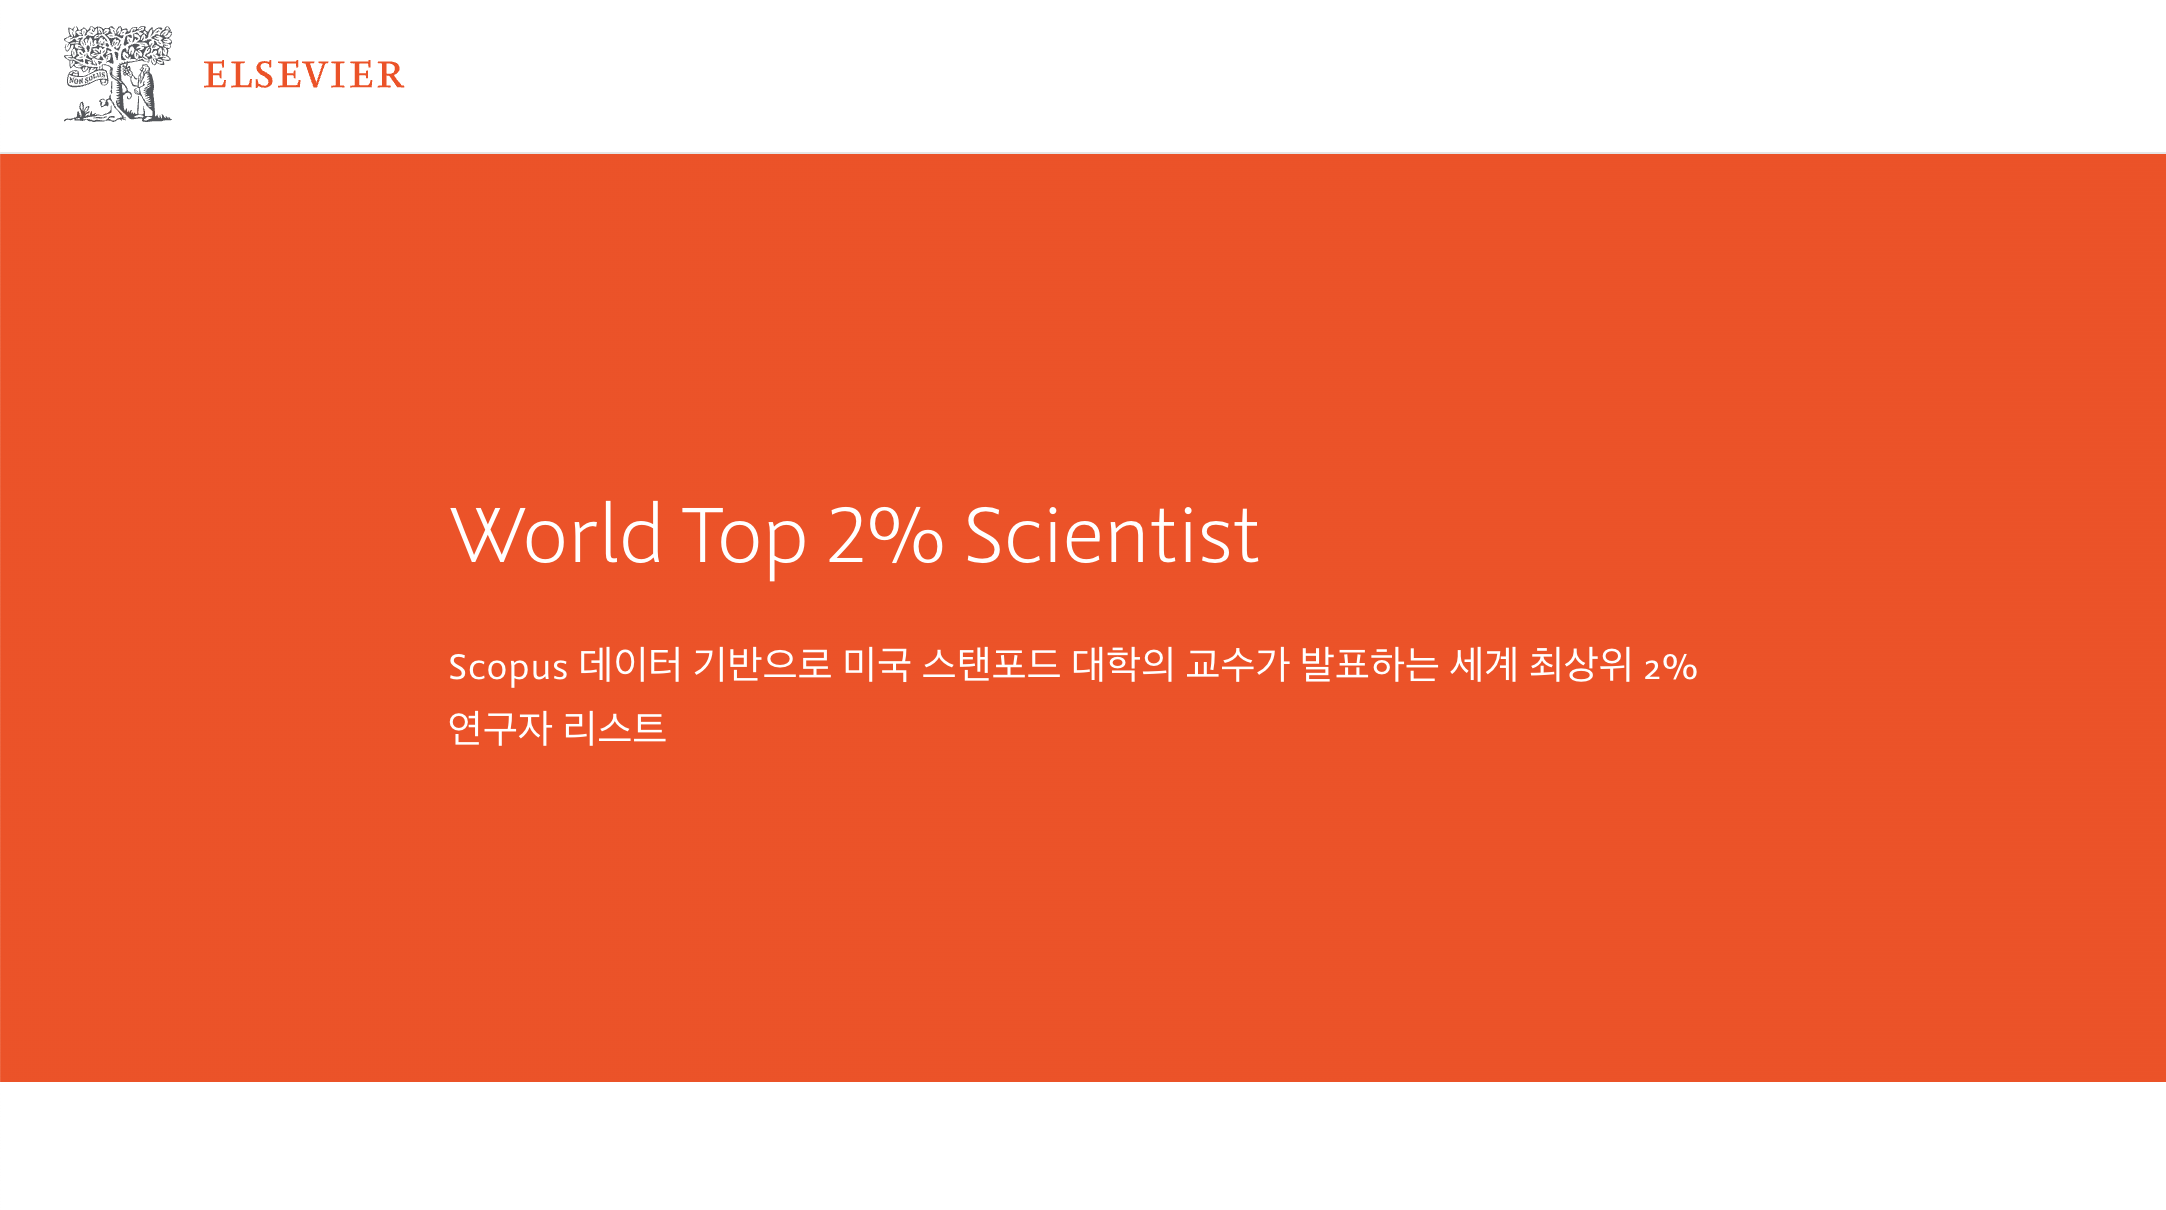 NON SOLUS
ELSEVIER
World Top 2% Scientist
Scopus 데이터 기반으로 미국 스탠포드 대학의 교수가 발표하는 세계 최상위 2%
연구자 리스트